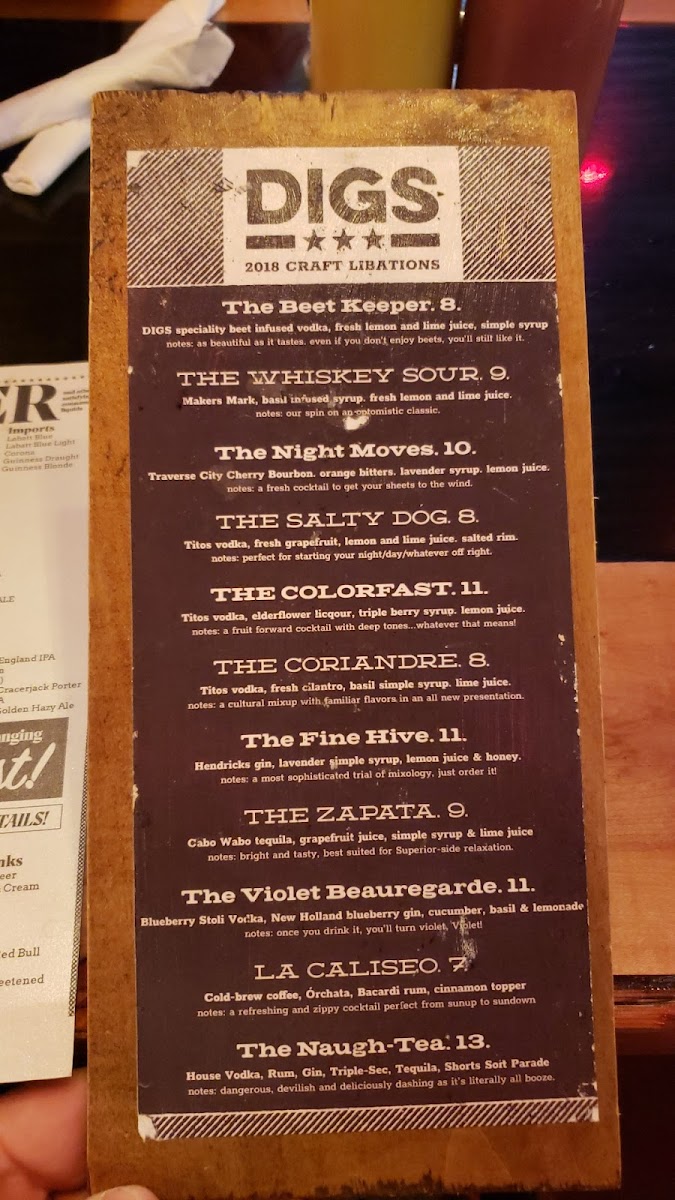 DIGS
2018 CRAFT LIBATIONS
The Beet Keeper. 8.
DIGS speciality beet infused vodka, fresh lemon and lime juice, simple syrup
notes: as beautiful as it tastes. even if you don't enjoy beets, you'll still like it.
THE WHISKEY SOUR. 9.
Makers Mark, basil infused syrup. fresh lemon and lime juice.
notes: our spin on an optomistic classic.
The Night Moves. 10.
Traverse City Cherry Bourbon. orange bitters. lavender syrup. lemon juice.
notes: a fresh cocktail to get your sheets to the wind.
THE SALTY DOG. 8.
Titos vodka, fresh grapefruit, lemon and lime juice. salted rim.
notes: perfect for starting your night/day/whatever off right.
THE COLORFAST. 11.
Titos vodka, elderflower licqour, triple berry syrup. lemon juice.
notes: a fruit forward cocktail with deep tones...whatever that means!
THE CORIANDRE. 8.
Titos vodka, fresh cilantro, basil simple syrup. lime juice.
notes: a cultural mixup with familiar flavors in an all new presentation.
The Fine Hive. 11.
Hendricks gin, lavender simple syrup, lemon juice & honey.
notes: a most sophisticated trial of mixology, just order it!
THE ZAPATA. 9.
Cabo Wabo tequila, grapefruit juice, simple syrup & lime juice
notes: bright and tasty, best suited for Superior-side relaxation.
The Violet Beauregarde. 11.
Blueberry Stoli Vodka, New Holland blueberry gin, cucumber, basil & lemonade
notes: once you drink it, you'll turn violet, Violet!
LA CALISEO. 7
Cold-brew coffee, Órchata, Bacardi rum, cinnamon topper
notes: a refreshing and zippy cocktail perfect from sunup to sundown
The Naugh-Tea. 13.
House Vodka, Rum, Gin, Triple-Sec, Tequila, Shorts Soft Parade
notes: dangerous, devilish and deliciously dashing as it's literally all booze.
ER
Imports
Labatt Blue
Labatt Blue Light
Corona
Guinness Draught
Guinness Blonde
ALE
England IPA
Cracerjack Porter
Golden Hazy Ale
anging
st!
TAILS!
nks
eer
Cream
Red Bull
eetened